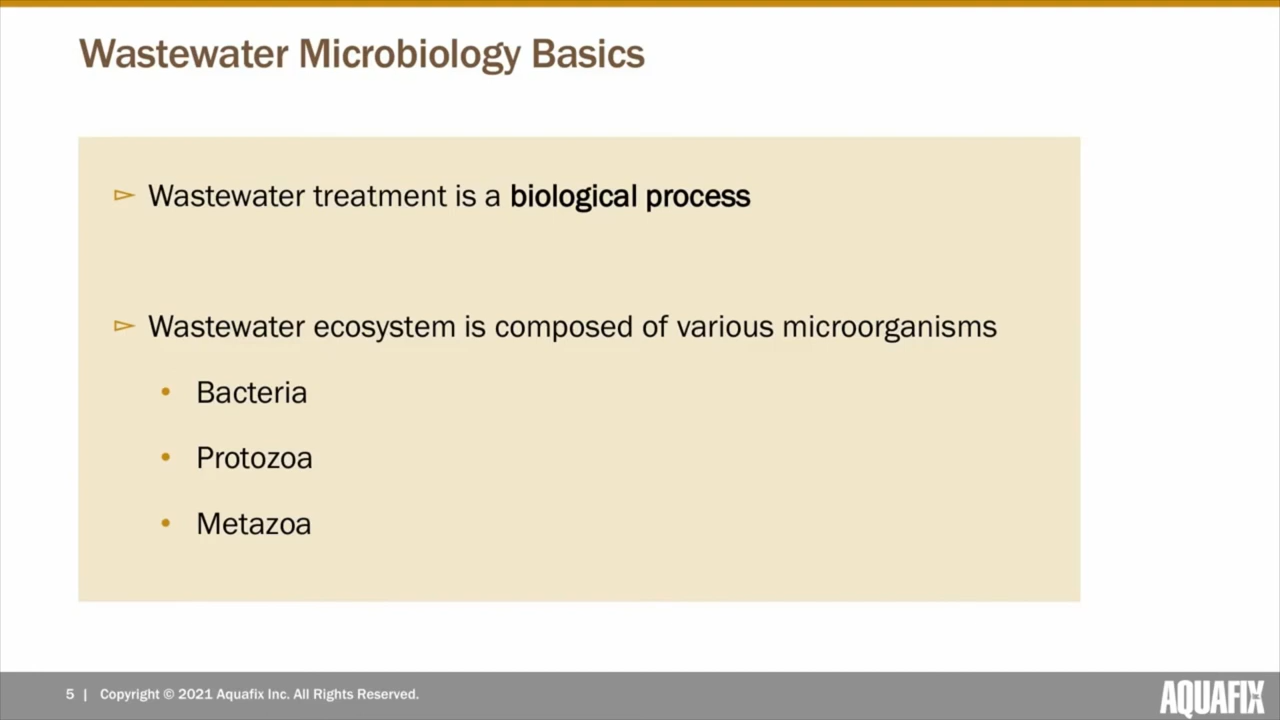 Wastewater Microbiology Basics
▻ Wastewater treatment is a biological process
▻ Wastewater ecosystem is composed of various microorganisms
• Bacteria
• Protozoa
• Metazoa
5 | Copyright © 2021 Aquafix Inc. All Rights Reserved.
AQUAFIX